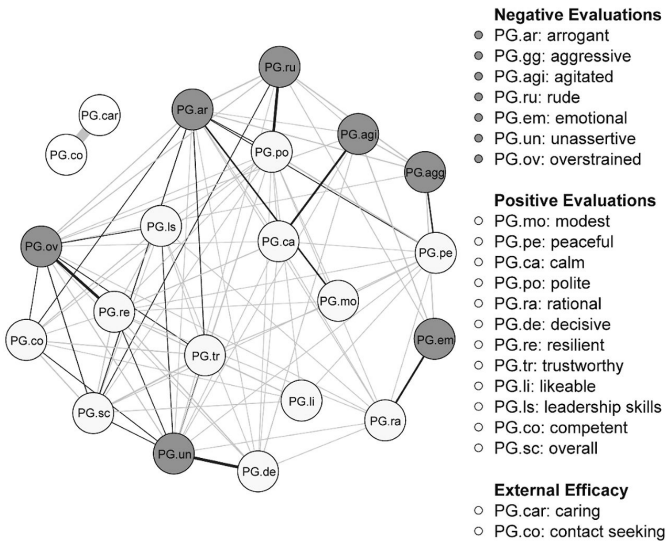 PG.ru
PG.ar
PG.car
PG.agi
PG.co
PG.po
PG.agg
PG.ls
PG.ov
PG.ca
PG.pe
PG.mo
PG.re
PG.co
PG.em
PG.tr
PG.li
PG.sc
PG.ra
PG.un
PG.de
Negative Evaluations
PG.ar: arrogant
PG.gg: aggressive
PG.agi: agitated
PG.ru: rude
PG.em: emotional
PG.un: unassertive
PG.ov: overstrained
Positive Evaluations
PG.mo: modest
PG.pe: peaceful
PG.ca: calm
PG.po: polite
PG.ra: rational
PG.de: decisive
PG.re: resilient
PG.tr: trustworthy
PG.li: likeable
PG.ls: leadership skills
PG.co: competent
PG.sc: overall
External Efficacy
PG.car: caring
PG.co: contact seeking